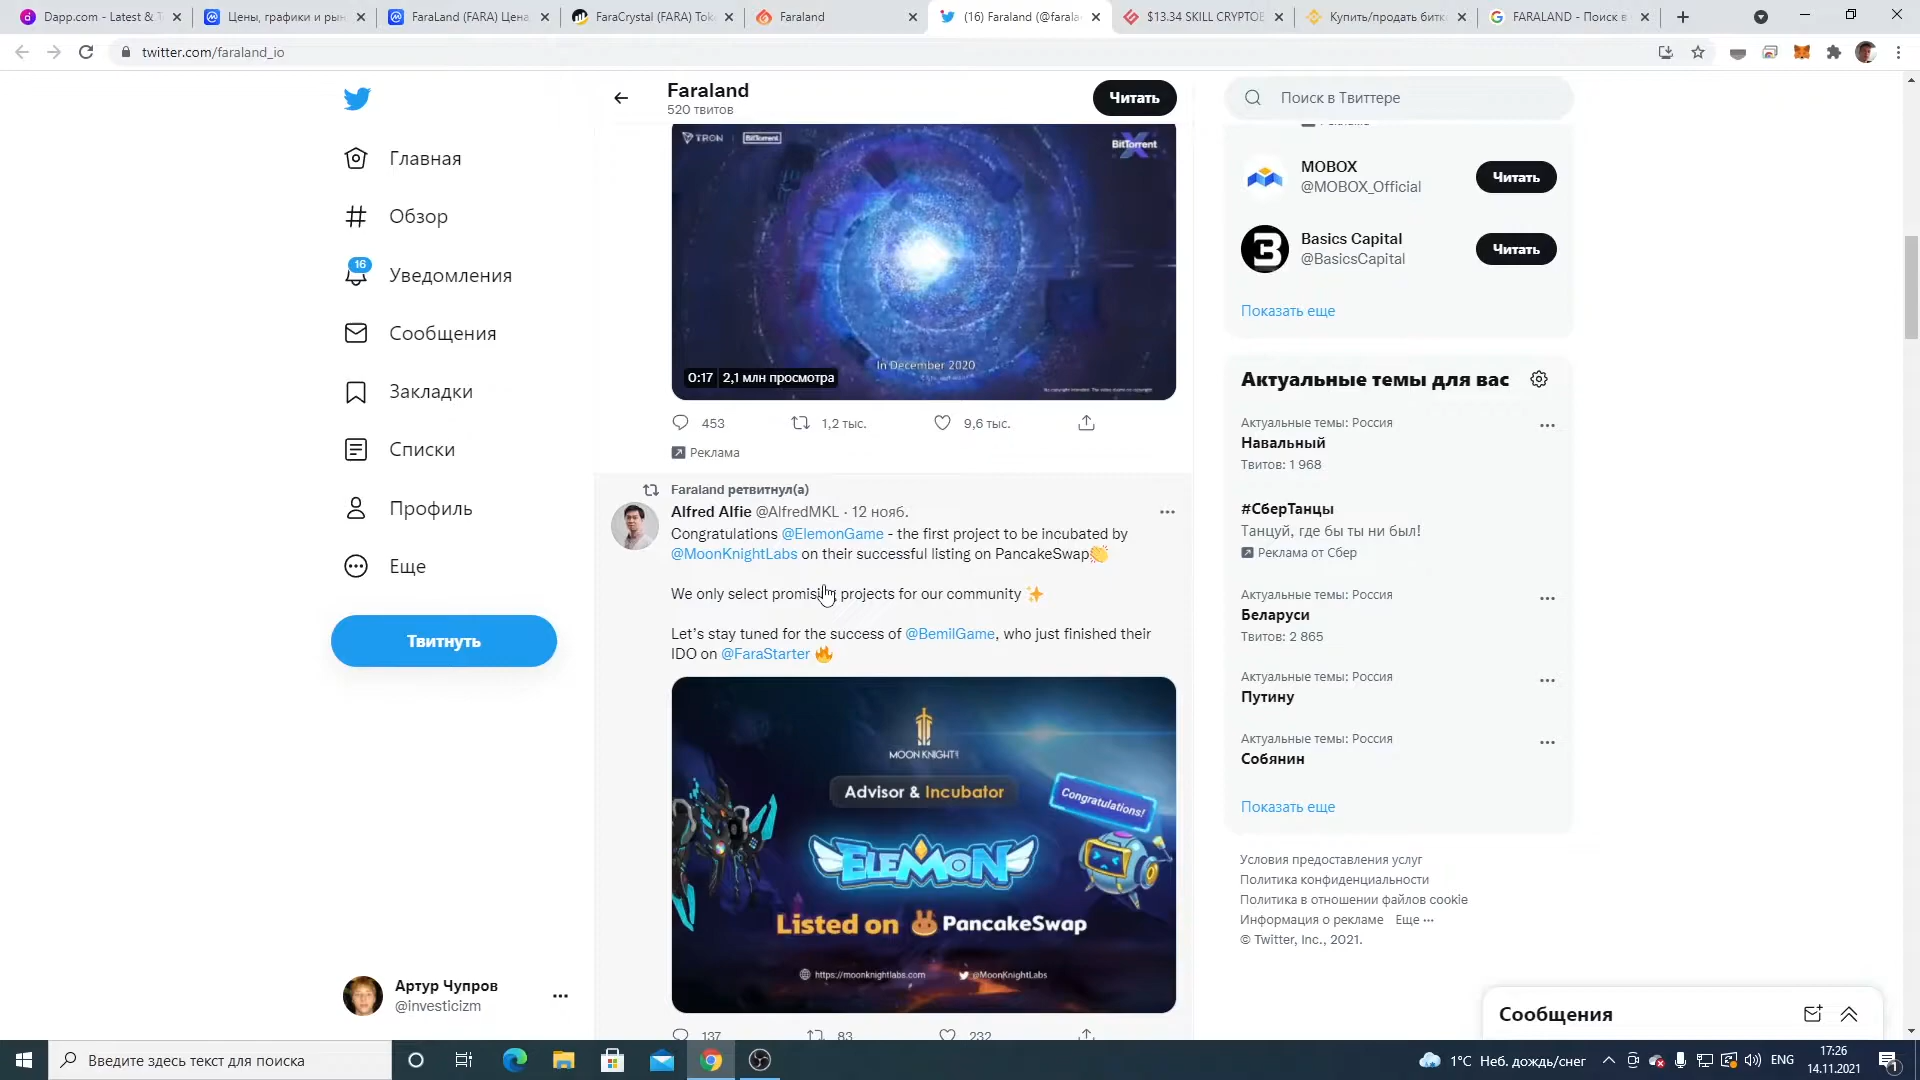 Dapp.com - Latest & T
Цены, графики и рын
FaraLand (FARA) Цена,
FaraCrystal (FARA) Tok
Faraland
(16) Faraland (@farala
$13.34 SKILL CRYPTOB
Купить/продать битк
FARALAND - Поиск в
twitter.com/faraland_io
Главная
Обзор
16
Уведомления
Сообщения
Закладки
Списки
Профиль
Еще
Твитнуть
Артур Чупров
@investicizm
Faraland
520 твитов
Читать
TRON
BitTorrent
BitTorrent
In December 2020
0:17 2,1 млн просмотра
453 1,2 тыс. 9,6 тыс.
Реклама
Faraland ретвитнул(а)
Alfred Alfie @AlfredMKL · 12 нояб.
Congratulations @ElemonGame - the first project to be incubated by
@MoonKnightLabs on their successful listing on PancakeSwap👏
We only select promising projects for our community ✨
Let's stay tuned for the success of @BemilGame, who just finished their
IDO on @FaraStarter 🔥
MOON KNIGHT
Advisor & Incubator
Congratulations!
ELEMON
Listed on PancakeSwap
https://moonknightlabs.com @MoonKnightLabs
137 83 232
Поиск в Твиттере
Реклама
MOBOX
@MOBOX_Official
Читать
Basics Capital
@BasicsCapital
Читать
Показать еще
Актуальные темы для вас
Актуальные темы: Россия
Навальный
Твитов: 1 968
#СберТанцы
Танцуй, где бы ты ни был!
Реклама от Сбер
Актуальные темы: Россия
Беларуси
Твитов: 2 865
Актуальные темы: Россия
Путину
Актуальные темы: Россия
Собянин
Показать еще
Условия предоставления услуг
Политика конфиденциальности
Политика в отношении файлов cookie
Информация о рекламе Еще ···
© Twitter, Inc., 2021.
Сообщения
Введите здесь текст для поиска
1°C Неб. дождь/снег
ENG
17:26
14.11.2021
1